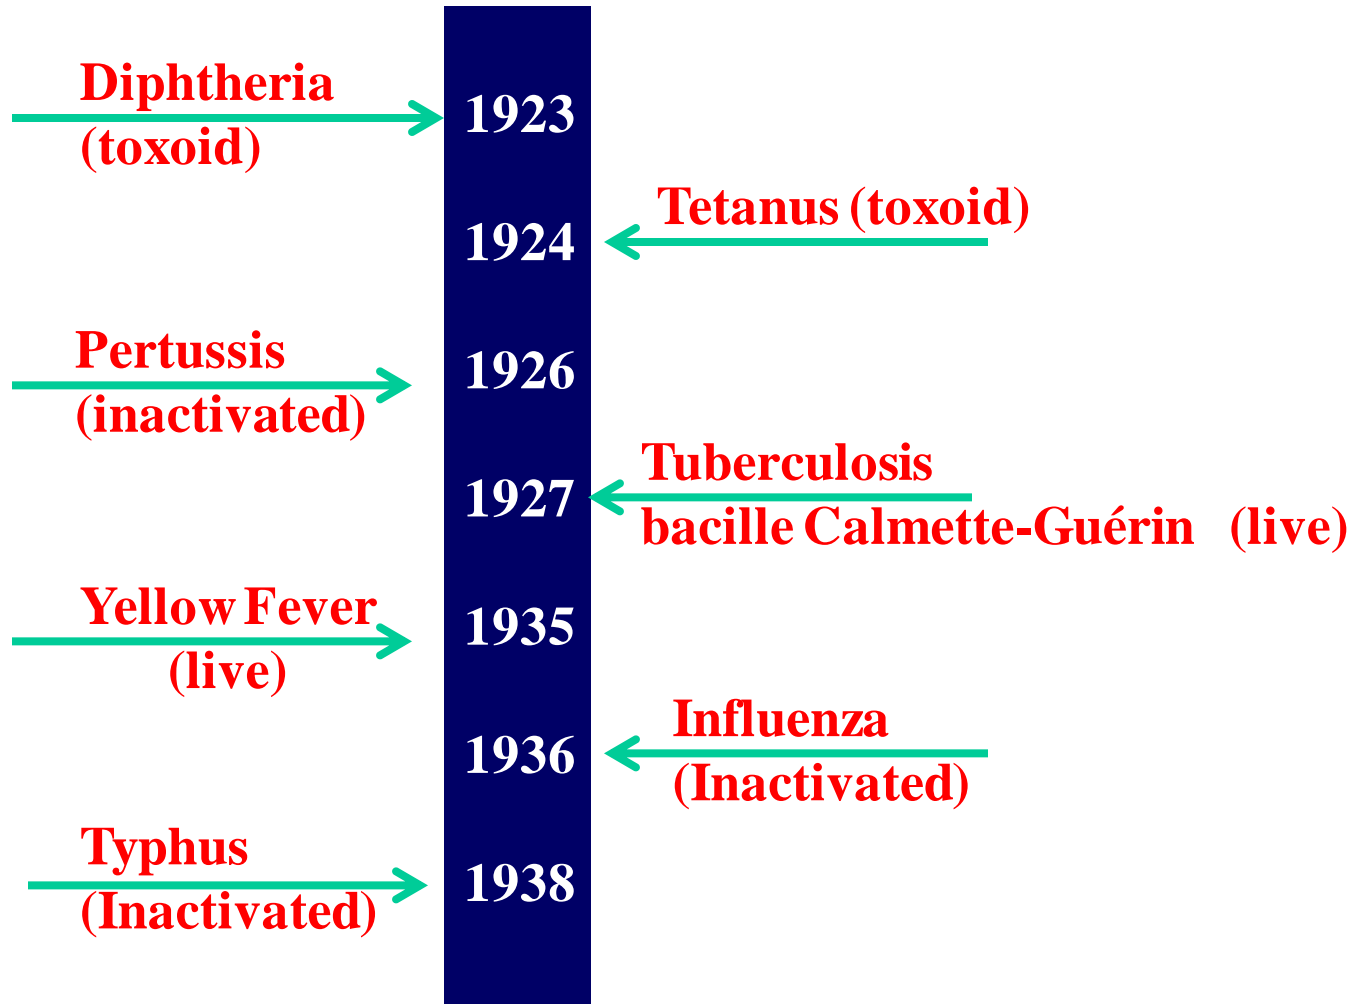 Diphtheria
(toxoid)
1923
Tetanus (toxoid)
1924
Pertussis
(inactivated)
1926
Tuberculosis
bacille Calmette-Guérin (live)
1927
Yellow Fever
(live)
1935
Influenza
(Inactivated)
1936
Typhus
(Inactivated)
1938